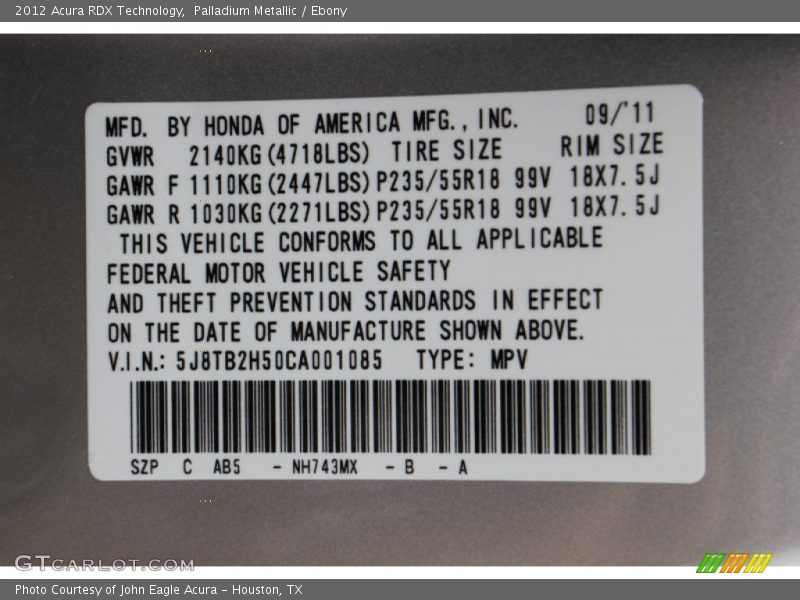 2012 Acura RDX Technology,  Palladium Metallic / Ebony
MFD. BY HONDA OF AMERICA MFG., INC. 09/'11
GVWR 2140KG(4718LBS) TIRE SIZE RIM SIZE
GAWR F 1110KG(2447LBS)P235/55R18 99V 18X7.5J
GAWR R 1030KG(2271LBS)P235/55R18 99V 18X7.5J
THIS VEHICLE CONFORMS TO ALL APPLICABLE
FEDERAL MOTOR VEHICLE SAFETY
AND THEFT PREVENTION STANDARDS IN EFFECT
ON THE DATE OF MANUFACTURE SHOWN ABOVE.
V.I.N.: 5J8TB2H50CA001085 TYPE: MPV
SZP C AB5 - NH743MX - B - A
GTCARLOT.COM
Photo Courtesy of John Eagle Acura - Houston, TX